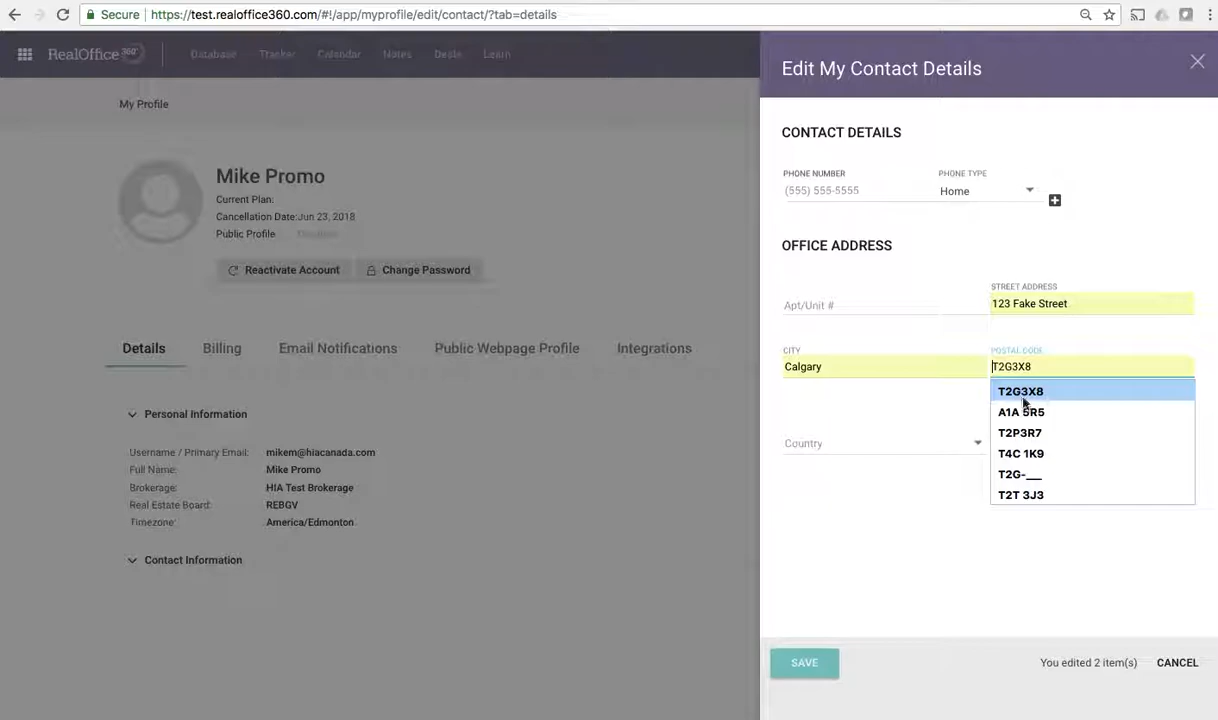 Secure https://test.realoffice360.com/#!/app/myprofile/edit/contact/?tab=details
RealOffice 360° Database Tracker Calendar Notes Deals Learn
My Profile
Mike Promo
Current Plan:
Cancellation Date:Jun 23, 2018
Public Profile
Reactivate Account Change Password
Details Billing Email Notifications Public Webpage Profile Integrations
Personal Information
Username / Primary Email: mikem@hiacanada.com
Full Name: Mike Promo
Brokerage: HIA Test Brokerage
Real Estate Board: REBGV
Timezone: America/Edmonton
Contact Information
Edit My Contact Details
CONTACT DETAILS
PHONE NUMBER PHONE TYPE
(555) 555-5555 Home
OFFICE ADDRESS
STREET ADDRESS
Apt/Unit # 123 Fake Street
CITY POSTAL CODE
Calgary T2G3X8
T2G3X8
A1A 5R5
T2P3R7
Country
T4C 1K9
T2G-__
T2T 3J3
SAVE You edited 2 item(s) CANCEL